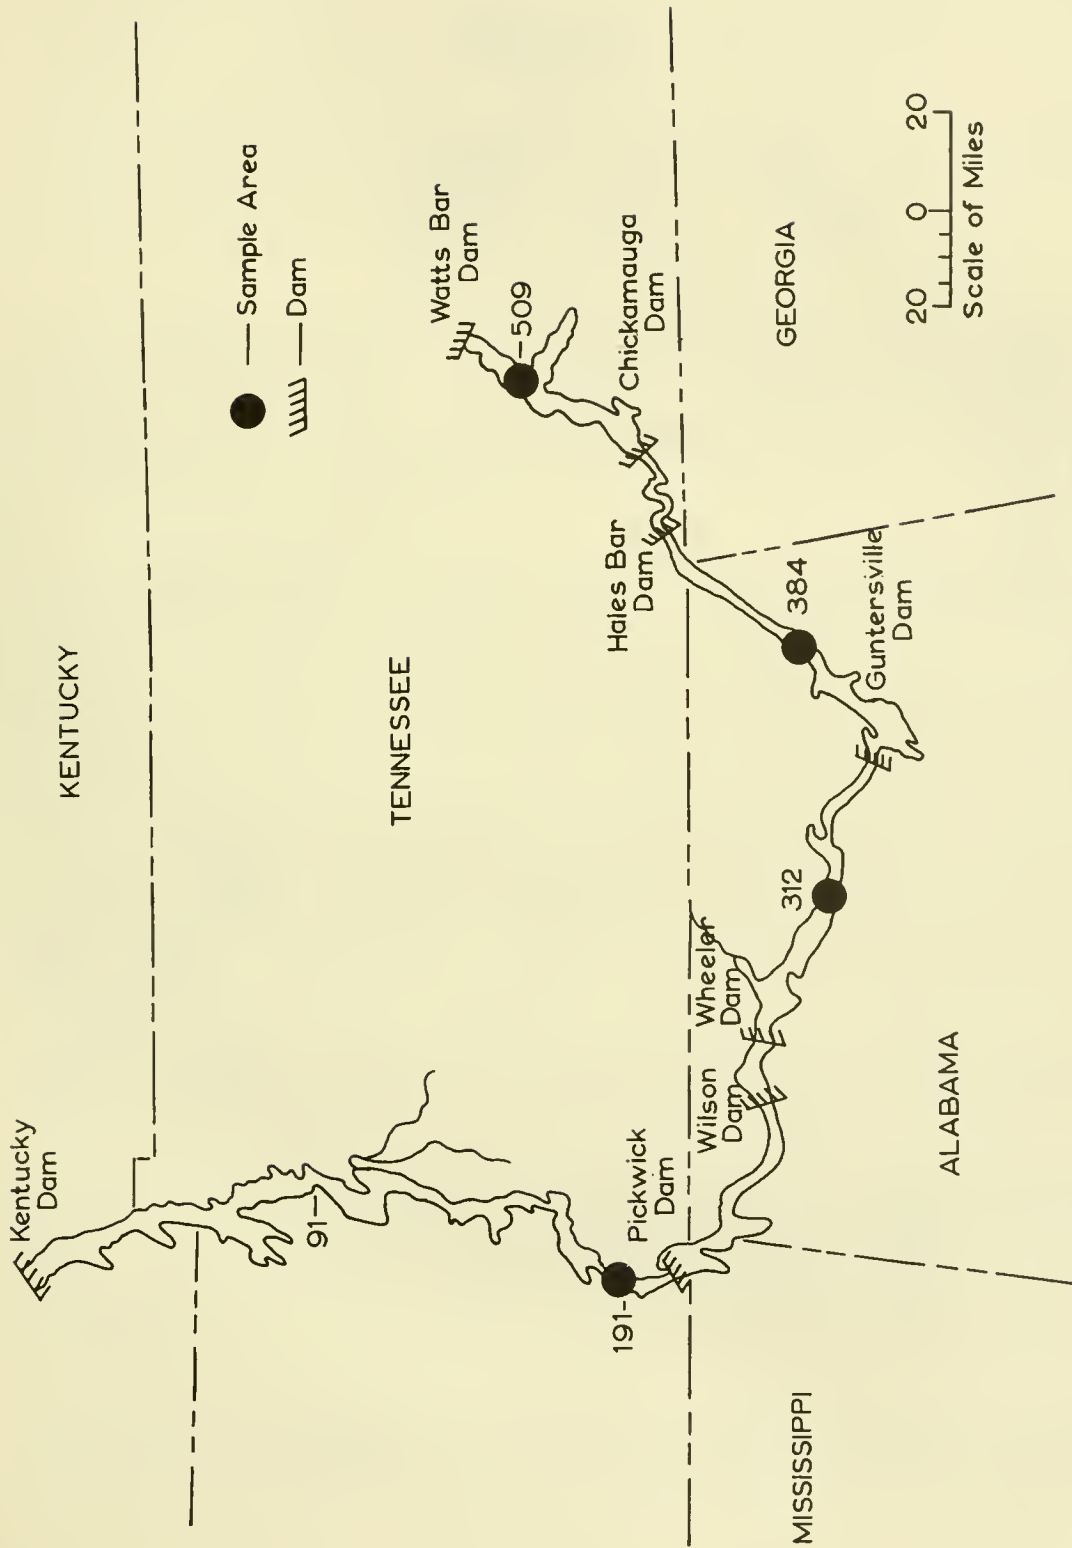 KENTUCKY
Kentucky
Dam
— Sample Area
— Dam
TENNESSEE
91—
Watts Bar
Dam
—509
Chickamauga
Dam
Hales Bar
Dam
191—
Pickwick
Dam
Wilson
Dam
Wheeler
Dam
312
384
Guntersville
Dam
MISSISSIPPI
ALABAMA
GEORGIA
20 0 20
Scale of Miles